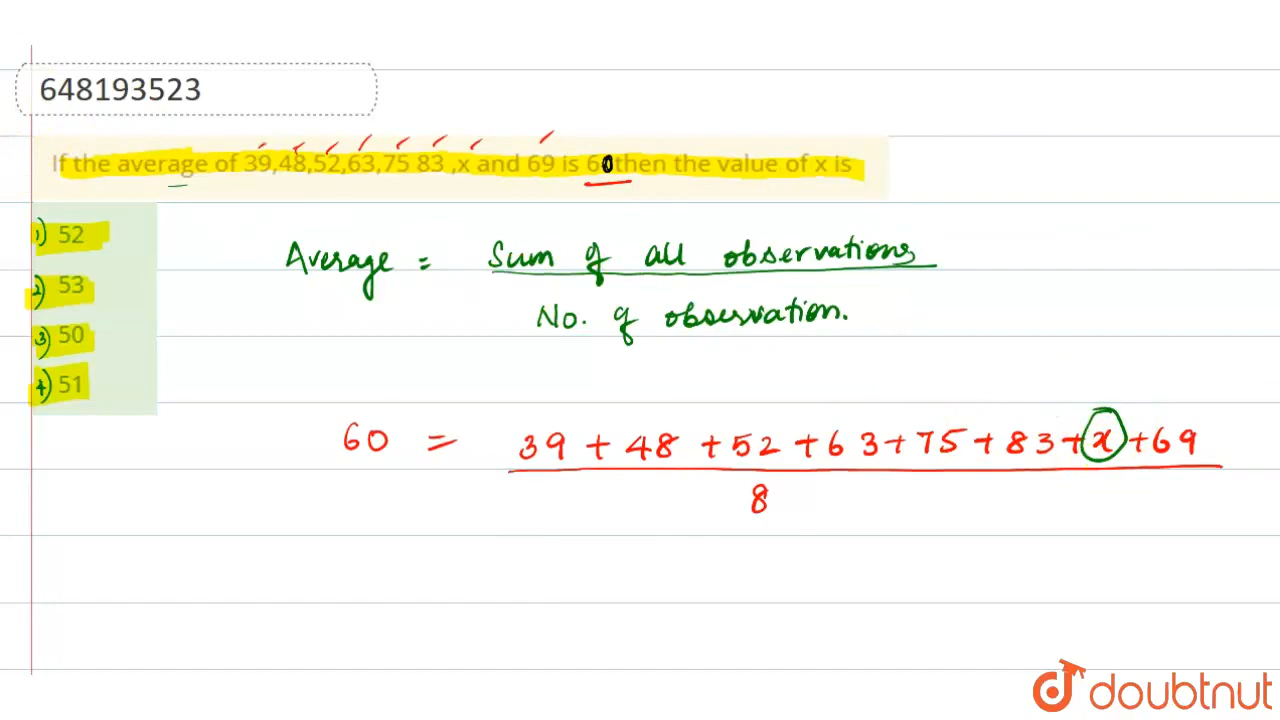 648193523
If the average of 39,48,52,63,75 83 ,x and 69 is 60 then the value of x is
1) 52
2) 53
3) 50
4) 51
Average = Sum of all observations
No. of observation.
60 = 39 + 48 + 52 + 63 + 75 + 83 + x + 69
8
doubtnut